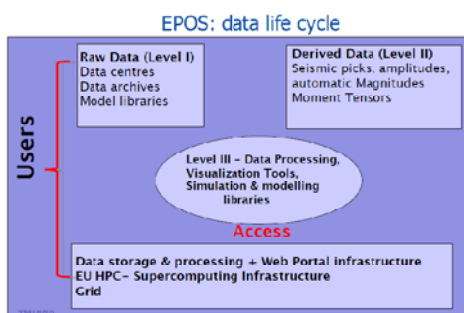 EPOS: data life cycle
Raw Data (Level I)
Data centres
Data archives
Model libraries
Derived Data (Level II)
Seismic picks, amplitudes,
automatic Magnitudes
Moment Tensors
Users
Level III – Data Processing,
Visualization Tools,
Simulation & modelling
libraries
Access
Data storage & processing + Web Portal infrastructure
EU HPC– Supercomputing Infrastructure
Grid